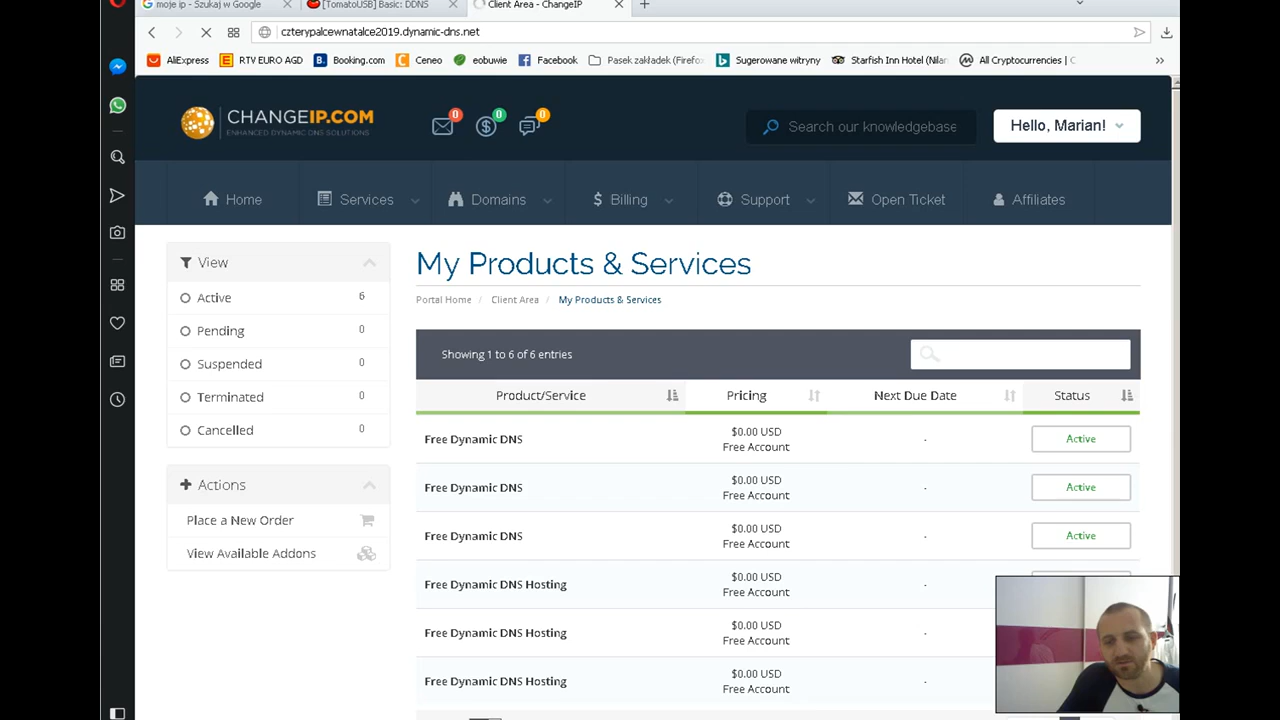 moje ip - Szukaj w Google
[TomatoUSB] Basic: DDNS
Client Area - ChangeIP
czterypalcewnatalce2019.dynamic-dns.net
AliExpress
RTV EURO AGD
Booking.com
Ceneo
eobuwie
Facebook
Pasek zakładek (Firefox
Sugerowane witryny
Starfish Inn Hotel (Nilan
All Cryptocurrencies | C
CHANGEIP.COM
ENHANCED DYNAMIC DNS SOLUTIONS
0
0
0
Search our knowledgebase
Hello, Marian!
Home
Services
Domains
Billing
Support
Open Ticket
Affiliates
View
Active 6
Pending 0
Suspended 0
Terminated 0
Cancelled 0
Actions
Place a New Order
View Available Addons
My Products & Services
Portal Home / Client Area / My Products & Services
Showing 1 to 6 of 6 entries
Product/Service Pricing Next Due Date Status
Free Dynamic DNS $0.00 USD - Active
Free Account
Free Dynamic DNS $0.00 USD - Active
Free Account
Free Dynamic DNS $0.00 USD - Active
Free Account
Free Dynamic DNS Hosting $0.00 USD -
Free Account
Free Dynamic DNS Hosting $0.00 USD -
Free Account
Free Dynamic DNS Hosting $0.00 USD -
Free Account